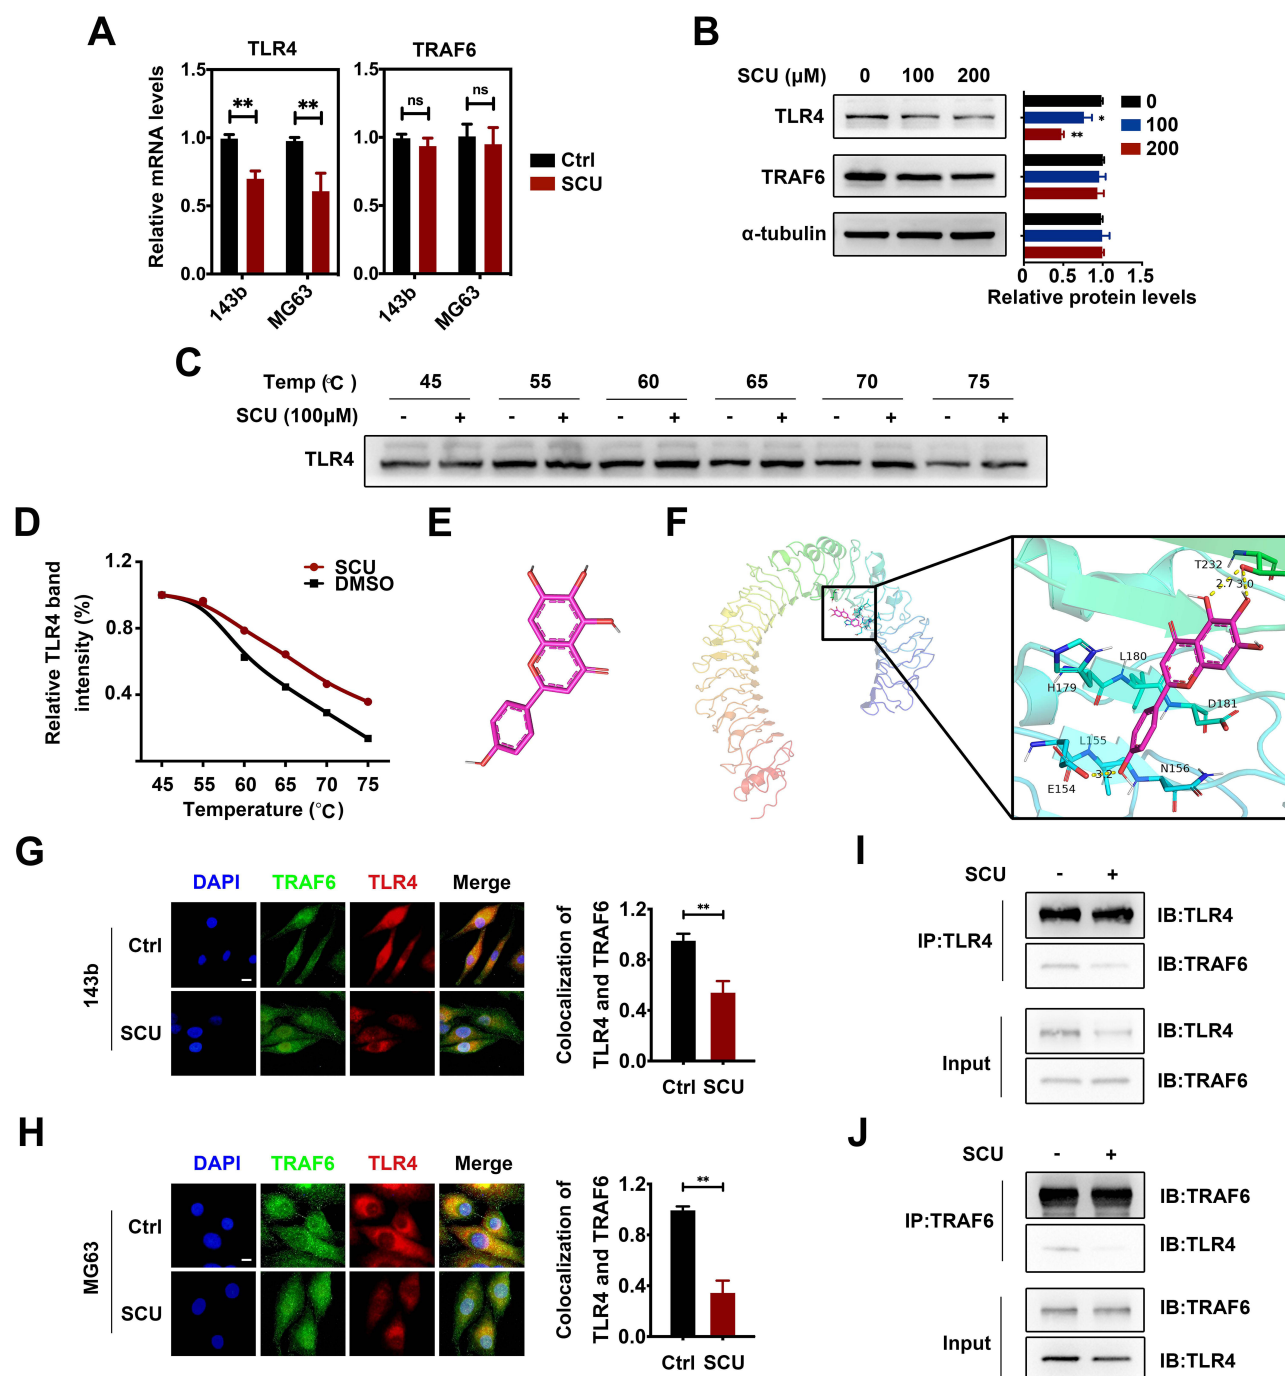 A
TLR4
TRAF6
Relative mRNA levels
1.5
1.0
0.5
0.0
** **
143b
MG63
1.5
1.0
0.5
0.0
ns ns
143b
MG63
Ctrl
SCU
B
SCU (μM) 0 100 200
TLR4
TRAF6
α-tubulin
*
**
0
100
200
0 0.5 1.0 1.5
Relative protein levels
C
Temp (°C ) 45 55 60 65 70 75
SCU (100μM) - + - + - + - + - + - +
TLR4
D
Relative TLR4 band
intensity (%)
1.2
0.8
0.4
SCU
DMSO
45 55 60 65 70 75
Temperature (°C)
E
F
T232
2.7 3.0
L180
H179
D181
L155
3.2
N156
E154
G
DAPI TRAF6 TLR4 Merge
143b
Ctrl
SCU
Colocalization of
TLR4 and TRAF6
1.2
0.8
0.4
0.0
**
Ctrl SCU
H
DAPI TRAF6 TLR4 Merge
MG63
Ctrl
SCU
Colocalization of
TLR4 and TRAF6
1.2
0.8
0.4
0.0
**
Ctrl SCU
I
SCU - +
IP:TLR4
IB:TLR4
IB:TRAF6
Input
IB:TLR4
IB:TRAF6
J
SCU - +
IP:TRAF6
IB:TRAF6
IB:TLR4
Input
IB:TRAF6
IB:TLR4